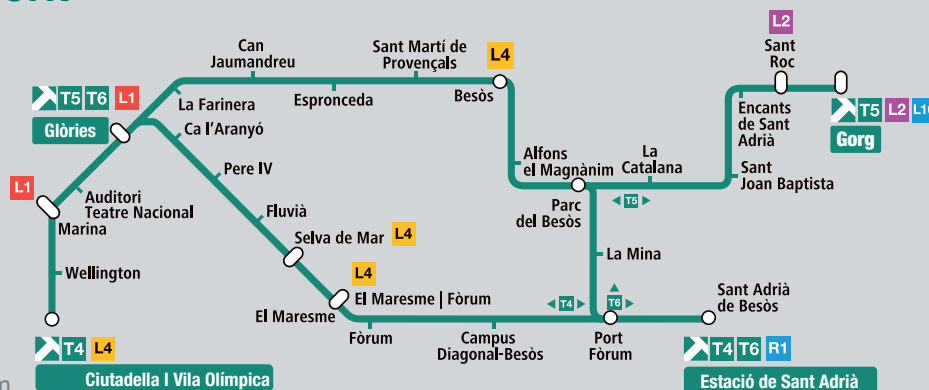 L2
Can
Jaumandreu
Sant Martí de
Provençals
L4
Sant
Roc
T5 T6 L1
La Farinera
Espronceda
Besòs
Encants
de Sant
Adrià
T5 L2
Glòries
Ca l'Aranyó
Gorg
Pere IV
Alfons
el Magnànim
La
Catalana
Sant
Joan Baptista
L1
Auditori
Teatre Nacional
Marina
Fluvià
Parc
del Besòs
T5
Selva de Mar L4
La Mina
Wellington
L4
El Maresme | Fòrum
El Maresme
T4
T6
Sant Adrià
de Besòs
Fòrum
Campus
Diagonal-Besòs
Port
Fòrum
T4 L4
T4 T6 R1
Ciutadella I Vila Olímpica
Estació de Sant Adrià